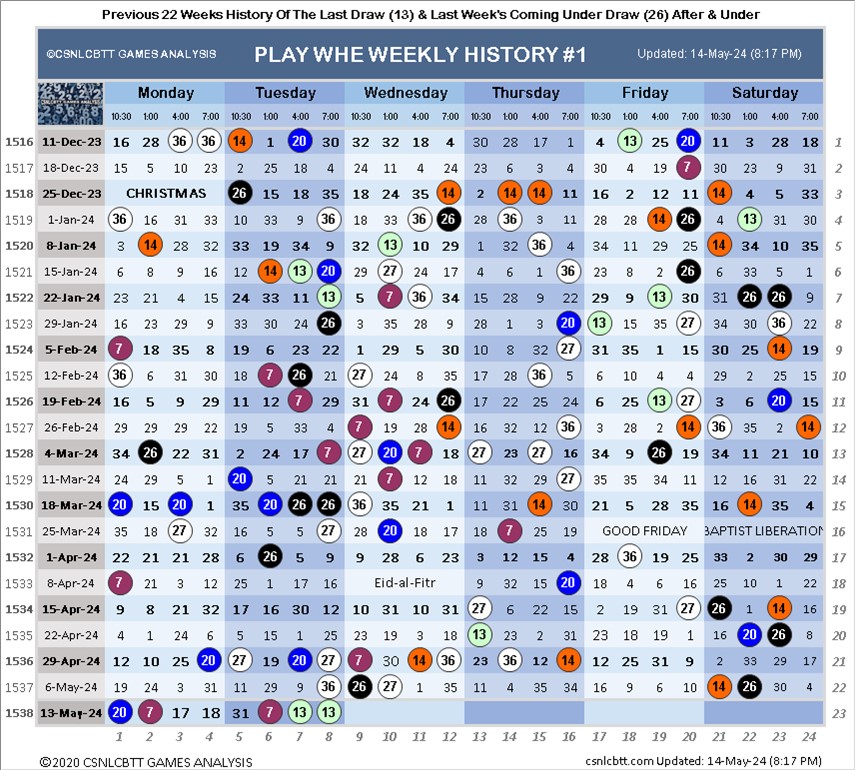 Previous 22 Weeks History Of The Last Draw (13) & Last Week's Coming Under Draw (26) After & Under
©CSNLCBTT GAMES ANALYSIS PLAY WHE WEEKLY HISTORY #1 Updated: 14-May-24 (8:17 PM)
CSNLCBTT GAMES ANALYSIS Monday Tuesday Wednesday Thursday Friday Saturday
10:30 1:00 4:00 7:00 10:30 1:00 4:00 7:00 10:30 1:00 4:00 7:00 10:30 1:00 4:00 7:00 10:30 1:00 4:00 7:00 10:30 1:00 4:00 7:00
1516 11-Dec-23 16 28 36 4 14 1 20 30 32 32 18 4 30 28 17 1 4 13 25 20 11 3 28 18 1
1517 18-Dec-23 15 5 10 23 2 25 18 4 24 11 4 24 23 6 3 4 30 4 19 7 30 23 9 31 2
1518 25-Dec-23 CHRISTMAS 26 15 18 35 18 24 35 14 2 14 14 11 16 2 12 11 14 4 5 33 3
1519 1-Jan-24 36 16 31 33 10 33 9 36 18 33 36 26 28 36 3 11 28 28 14 26 4 13 31 30 4
1520 8-Jan-24 3 14 28 32 33 19 34 9 32 13 10 29 1 32 36 4 34 11 29 25 14 34 10 35 5
1521 15-Jan-24 6 8 9 16 12 14 13 20 29 27 24 17 4 6 1 36 23 8 2 26 6 33 5 1 6
1522 22-Jan-24 23 21 4 15 24 33 11 13 5 7 36 34 15 28 9 22 29 9 13 30 31 26 26 9 7
1523 29-Jan-24 16 23 29 9 33 30 24 26 3 35 28 9 28 1 3 20 13 15 35 27 34 30 36 22 8
1524 5-Feb-24 7 18 35 8 19 6 23 22 1 29 5 30 10 8 32 27 31 35 1 15 30 25 14 19 9
1525 12-Feb-24 36 6 31 30 18 7 26 21 27 24 8 35 17 28 36 5 6 10 4 4 29 2 25 15 10
1526 19-Feb-24 16 5 9 29 11 12 7 29 31 7 24 26 17 22 25 24 6 25 13 27 3 6 20 15 11
1527 26-Feb-24 29 29 29 22 19 5 33 4 7 19 28 14 16 32 12 36 3 28 2 14 36 35 2 14 12
1528 4-Mar-24 34 26 22 31 2 24 17 7 27 20 7 18 27 23 27 16 34 9 26 19 34 11 21 10 13
1529 11-Mar-24 24 29 5 1 20 5 21 21 21 7 12 18 11 32 29 27 35 34 34 11 12 16 31 22 14
1530 18-Mar-24 20 15 20 1 35 20 26 26 36 35 21 1 11 31 14 30 21 5 28 35 16 14 15 4 15
1531 25-Mar-24 35 18 27 32 16 5 5 27 28 20 18 17 18 7 25 19 GOOD FRIDAY BAPTIST LIBERATION 16
1532 1-Apr-24 22 21 21 28 6 26 5 9 9 28 6 23 3 12 15 4 28 36 19 25 33 2 30 29 17
1533 8-Apr-24 7 21 3 12 25 1 17 16 Eid-al-Fitr 9 32 15 20 18 4 6 16 25 10 1 22 18
1534 15-Apr-24 9 8 21 32 17 16 30 12 10 31 10 31 27 6 22 15 2 19 31 27 26 1 14 16 19
1535 22-Apr-24 4 1 24 6 5 15 1 25 23 19 3 18 13 23 2 31 23 18 19 1 16 20 26 8 20
1536 29-Apr-24 12 10 25 20 27 19 20 27 7 30 14 36 23 36 12 14 12 25 31 9 2 33 29 17 21
1537 6-May-24 19 24 3 31 11 29 9 36 26 27 1 35 11 4 35 34 16 9 6 10 14 26 30 4 22
1538 13-May-24 20 7 17 18 31 7 13 13 23
1 2 3 4 5 6 7 8 9 10 11 12 13 14 15 16 17 18 19 20 21 22 23 24
©2020 CSNLCBTT GAMES ANALYSIS csnlcbtt.com Updated: 14-May-24 (8:17 PM)